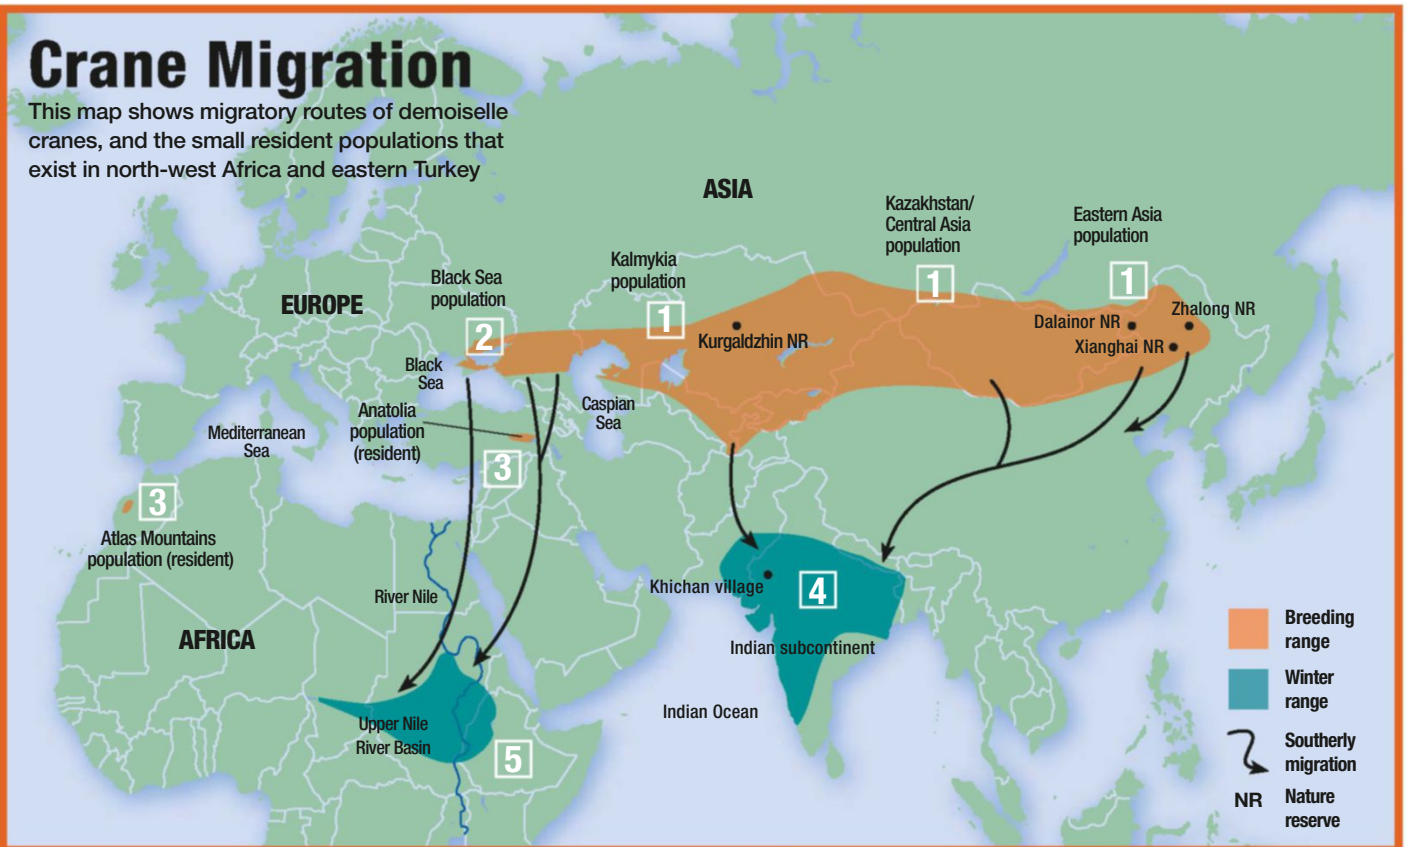 Crane Migration
This map shows migratory routes of demoiselle
cranes, and the small resident populations that
exist in north-west Africa and eastern Turkey
ASIA
Kazakhstan/
Central Asia
population
1
Eastern Asia
population
1
Kalmykia
population
1
Black Sea
population
2
EUROPE
Zhalong NR
Dalainor NR
Xianghai NR
Kurgaldzhin NR
Black
Sea
Caspian
Sea
Anatolia
population
(resident)
3
Mediterranean
Sea
3
Atlas Mountains
population (resident)
River Nile
Khichan village
4
AFRICA
Indian subcontinent
Indian Ocean
Upper Nile
River Basin
5
Breeding
range
Winter
range
Southerly
migration
NR Nature
reserve